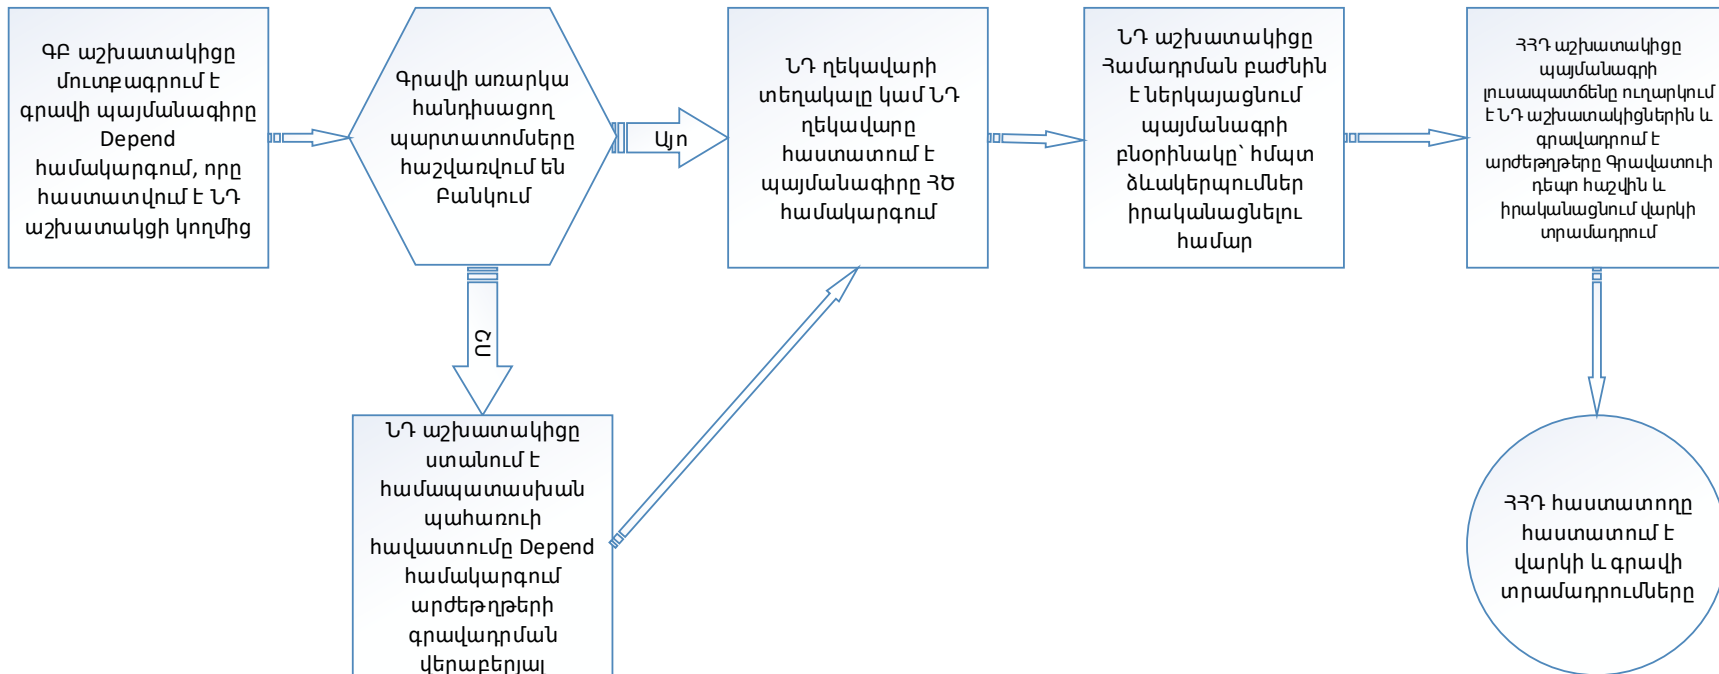 ԳԲ աշխատակիցը
մուտքագրում է
գրավի պայմանագիրը
Depend
համակարգում, որը
հաստատվում է ՆԴ
աշխատակցի կողմից
Գրավի առարկա
հանդիսացող
պարտատոմսերը
հաշվառվում են
Բանկում
Այո
ՈՉ
ՆԴ աշխատակիցը
ստանում է
համապատասխան
պահառուի
հավաստումը Depend
համակարգում
արժեթղթերի
գրավադրման
վերաբերյալ
ՆԴ ղեկավարի
տեղակալը կամ ՆԴ
ղեկավարը
հաստատում է
պայմանագիրը ՀԾ
համակարգում
ՆԴ աշխատակիցը
Համադրման բաժնին
է ներկայացնում
պայմանագրի
բնօրինակը՝ հմպտ
ձևակերպումներ
իրականացնելու
համար
ՀՀԴ աշխատակիցը
պայմանագրի
լուսապատճենը ուղարկում
է ՆԴ աշխատակիցներին և
գրավադրում է
արժեթղթերը Գրավատուի
դեպո հաշվին և
իրականացնում վարկի
տրամադրում
ՀՀԴ հաստատողը
հաստատում է
վարկի և գրավի
տրամադրումները